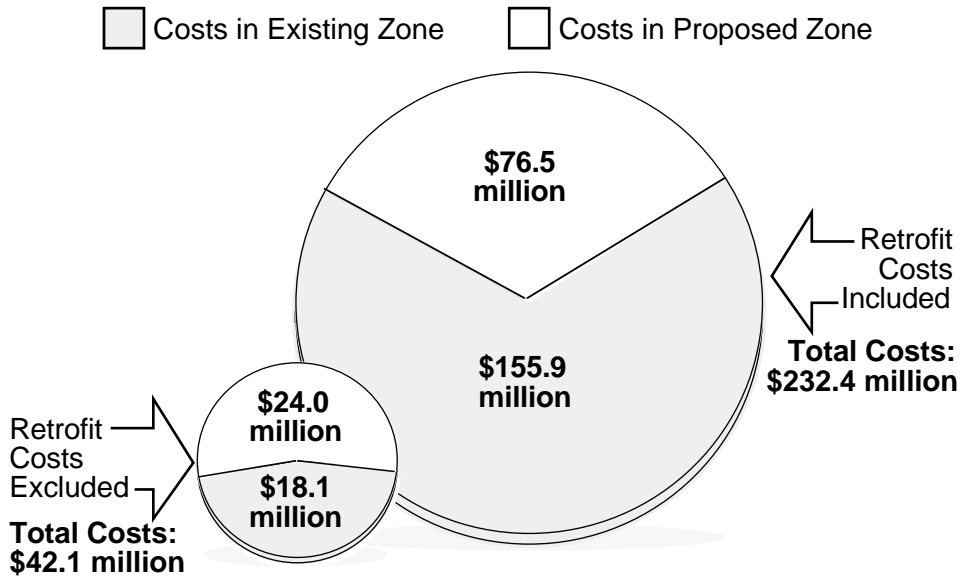 Costs in Existing Zone
Costs in Proposed Zone
$76.5
million
Retrofit
Costs
Included
Total Costs:
$232.4 million
$155.9
million
$24.0
million
Retrofit
Costs
Excluded
$18.1
million
Total Costs:
$42.1 million